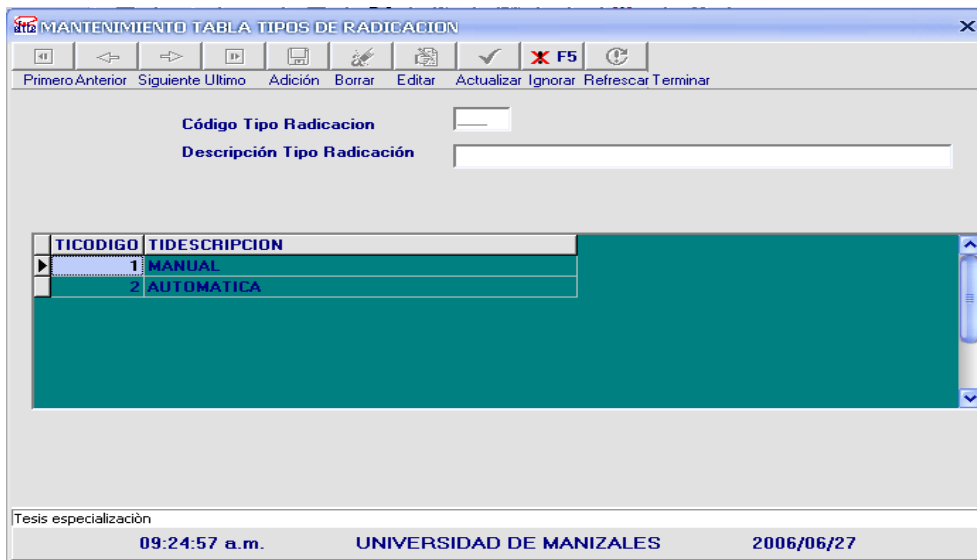 MANTENIMIENTO TABLA TIPOS DE RADICACION
F5
Primero Anterior Siguiente Ultimo Adición Borrar Editar Actualizar Ignorar Refrescar Terminar
Código Tipo Radicacion
Descripción Tipo Radicación
TICODIGO TIDESCRIPCION
1 MANUAL
2 AUTOMATICA
Tesis especializaciòn
09:24:57 a.m. UNIVERSIDAD DE MANIZALES 2006/06/27